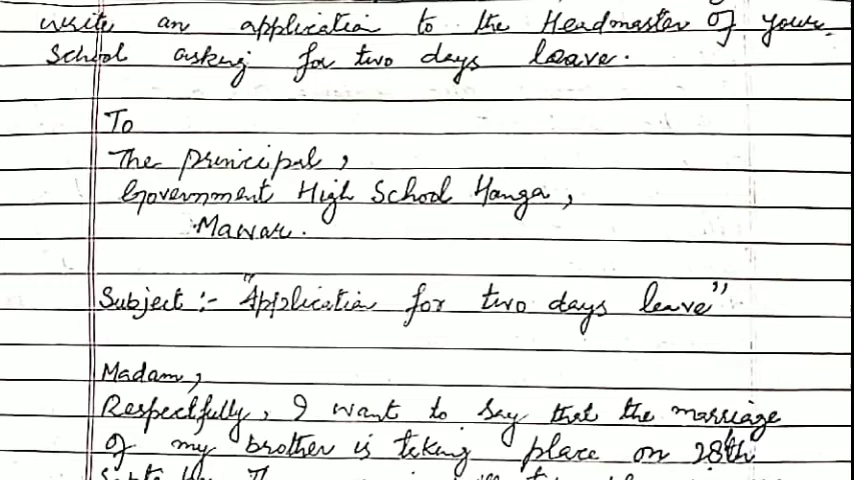 write an application to the Headmaster of your
School asking for two days leave.
To
The principal,
Government High School Hanga,
Mawar.
Subject :- "Application for two days leave"
Madam,
Respectfully, I want to say that the marriage
of my brother is teking place on 28th